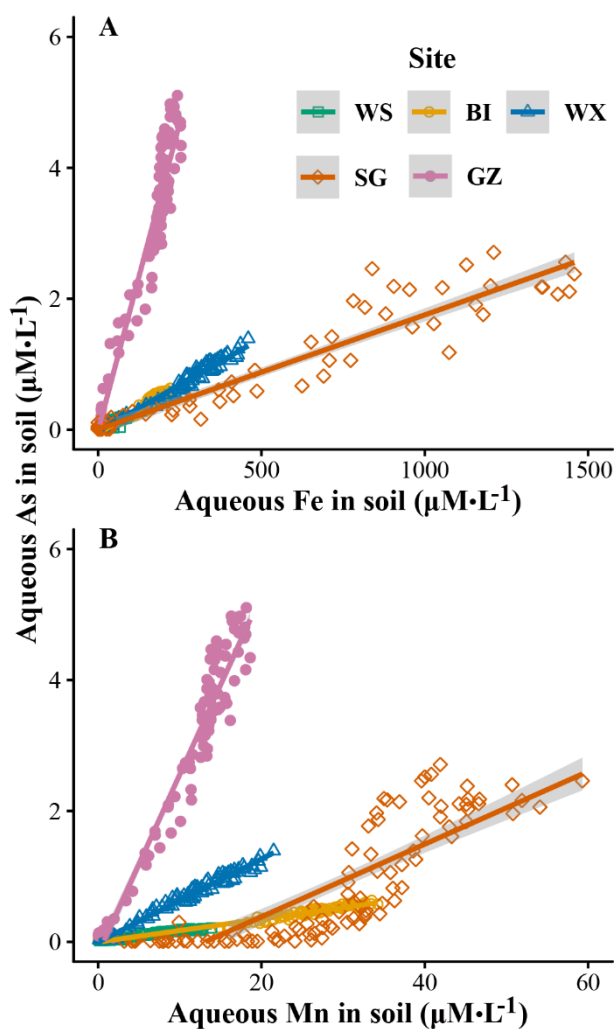 A
6
Site
WS BI WX
SG GZ
4
2
0
0 500 1000 1500
Aqueous Fe in soil (μM·L⁻¹)
Aqueous As in soil (μM·L⁻¹)
B
6
4
2
0
0 20 40 60
Aqueous Mn in soil (μM·L⁻¹)